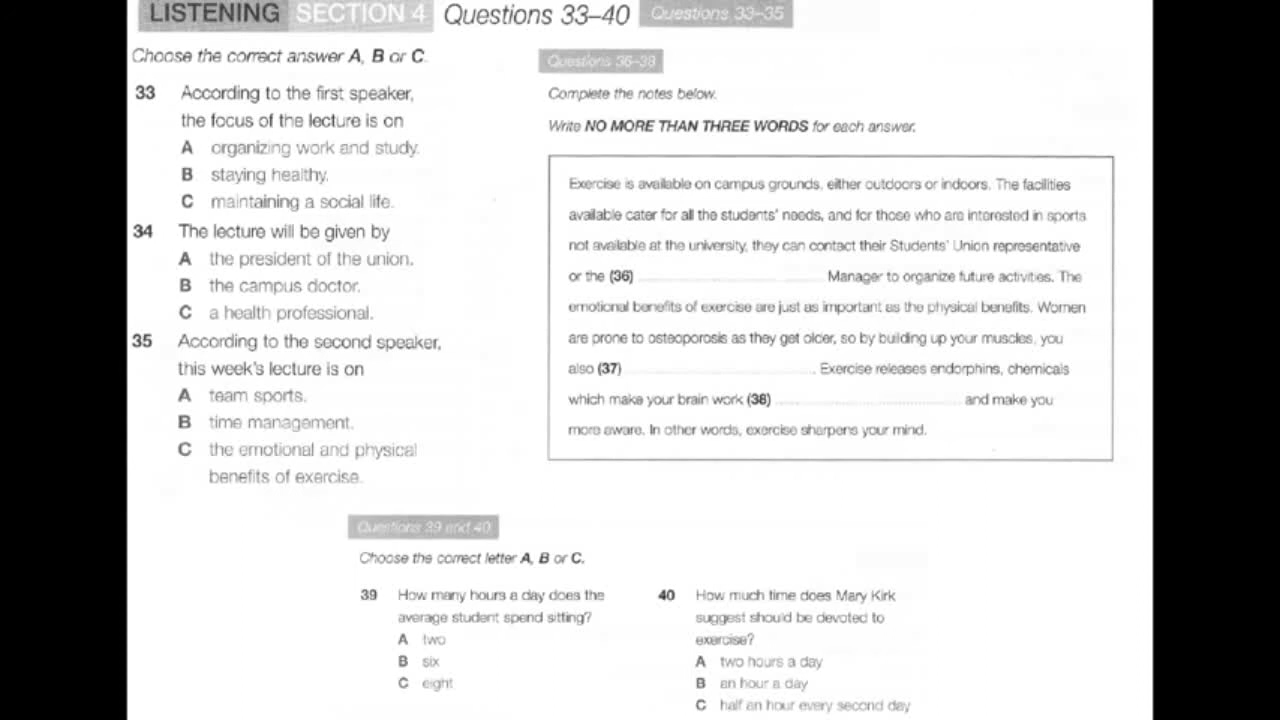 LISTENING SECTION 4 Questions 33–40 Questions 33–35
Choose the correct answer A, B or C.
33 According to the first speaker,
the focus of the lecture is on
A organizing work and study.
B staying healthy.
C maintaining a social life.
34 The lecture will be given by
A the president of the union.
B the campus doctor.
C a health professional.
35 According to the second speaker,
this week's lecture is on
A team sports.
B time management.
C the emotional and physical
benefits of exercise.
Questions 36–38
Complete the notes below.
Write NO MORE THAN THREE WORDS for each answer.
Exercise is available on campus grounds, either outdoors or indoors. The facilities
available cater for all the students' needs, and for those who are interested in sports
not available at the university, they can contact their Students' Union representative
or the (36) .............................. Manager to organize future activities. The
emotional benefits of exercise are just as important as the physical benefits. Women
are prone to osteoporosis as they get older, so by building up your muscles, you
also (37) .............................. . Exercise releases endorphins, chemicals
which make your brain work (38) .............................. and make you
more aware. In other words, exercise sharpens your mind.
Questions 39 and 40
Choose the correct letter A, B or C.
39 How many hours a day does the
average student spend sitting?
A two
B six
C eight
40 How much time does Mary Kirk
suggest should be devoted to
exercise?
A two hours a day
B an hour a day
C half an hour every second day